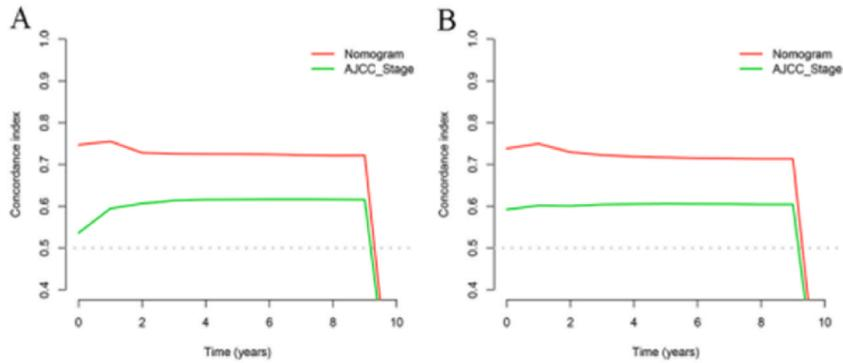 A
1.0
0.9
0.8
0.7
0.6
0.5
0.4
Concordance index
Nomogram
AJCC_Stage
0 2 4 6 8 10
Time (years)
B
1.0
0.9
0.8
0.7
0.6
0.5
0.4
Concordance index
Nomogram
AJCC_Stage
0 2 4 6 8 10
Time (years)